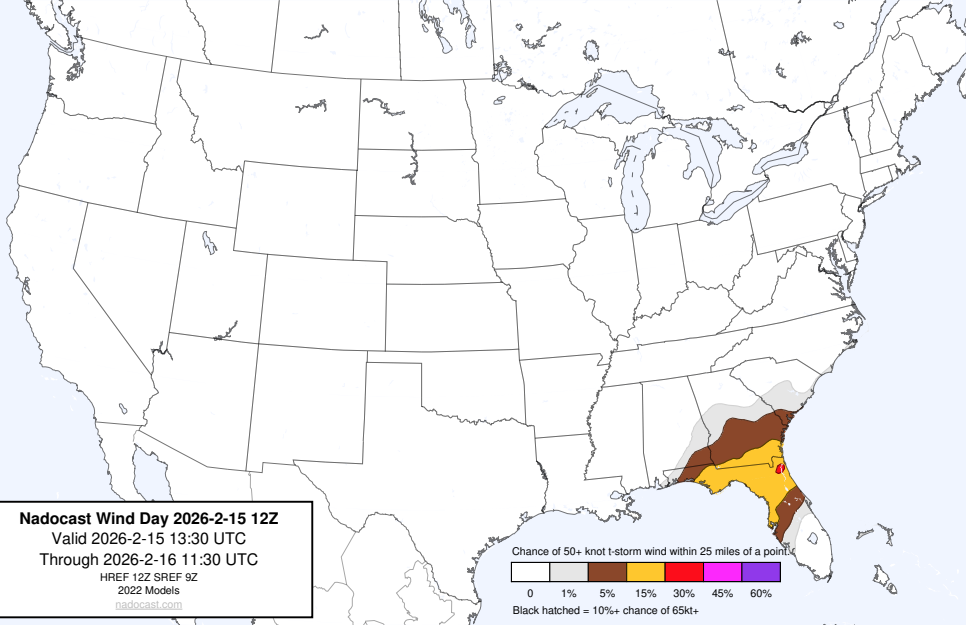 Nadocast Wind Day 2026-2-15 12Z
Valid 2026-2-15 13:30 UTC
Through 2026-2-16 11:30 UTC
HREF 12Z SREF 9Z
2022 Models
nadocast.com
Chance of 50+ knot t-storm wind within 25 miles of a point.
0 1% 5% 15% 30% 45% 60%
Black hatched = 10%+ chance of 65kt+